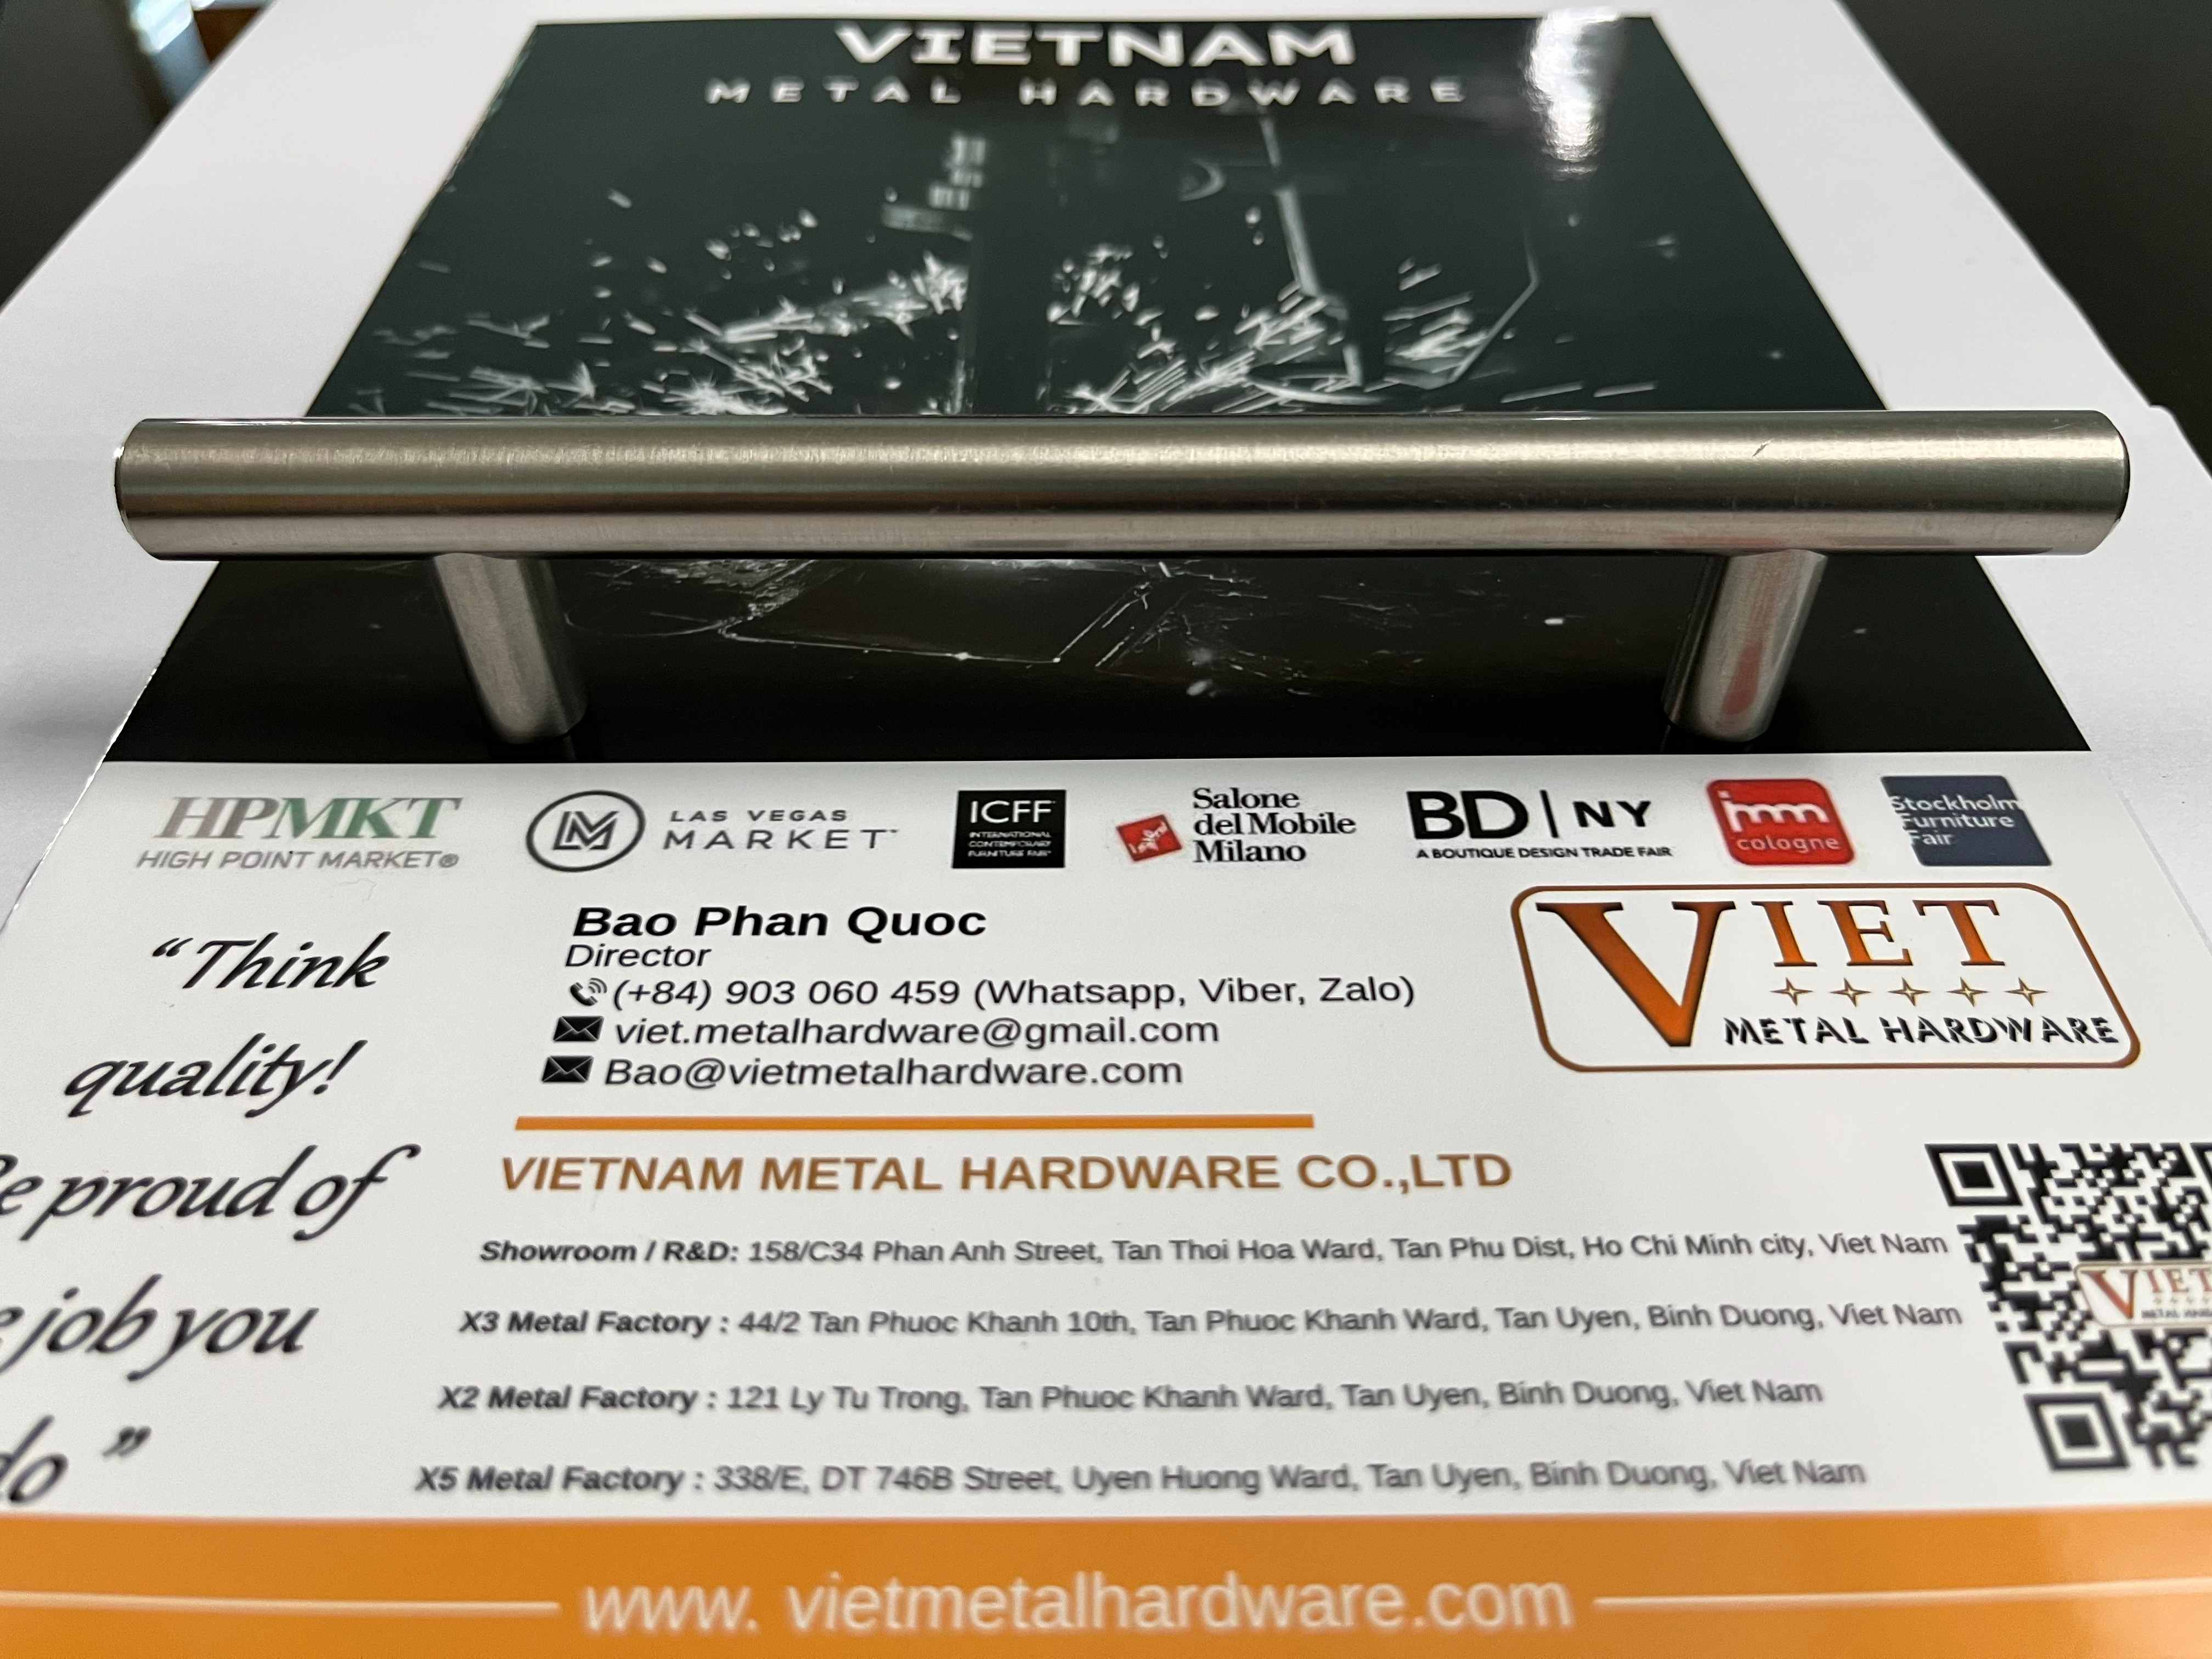 VIETNAM
METAL HARDWARE
HPMKT
HIGH POINT MARKET®
LAS VEGAS
MARKET
ICFF
INTERNATIONAL
CONTEMPORARY
FURNITURE FAIR
Salone
del Mobile
Milano
BD | NY
A BOUTIQUE DESIGN TRADE FAIR
imm
cologne
Stockholm
Furniture
Fair
“Think
quality!
Be proud of
job you
do ”
Bao Phan Quoc
Director
(+84) 903 060 459 (Whatsapp, Viber, Zalo)
viet.metalhardware@gmail.com
Bao@vietmetalhardware.com
VIET
METAL HARDWARE
VIETNAM METAL HARDWARE CO.,LTD
Showroom / R&D: 158/C34 Phan Anh Street, Tan Thoi Hoa Ward, Tan Phu Dist, Ho Chi Minh city, Viet Nam
X3 Metal Factory : 44/2 Tan Phuoc Khanh 10th, Tan Phuoc Khanh Ward, Tan Uyen, Binh Duong, Viet Nam
X2 Metal Factory : 121 Ly Tu Trong, Tan Phuoc Khanh Ward, Tan Uyen, Binh Duong, Viet Nam
X5 Metal Factory : 338/E, DT 746B Street, Uyen Huong Ward, Tan Uyen, Binh Duong, Viet Nam
VIET
www. vietmetalhardware.com